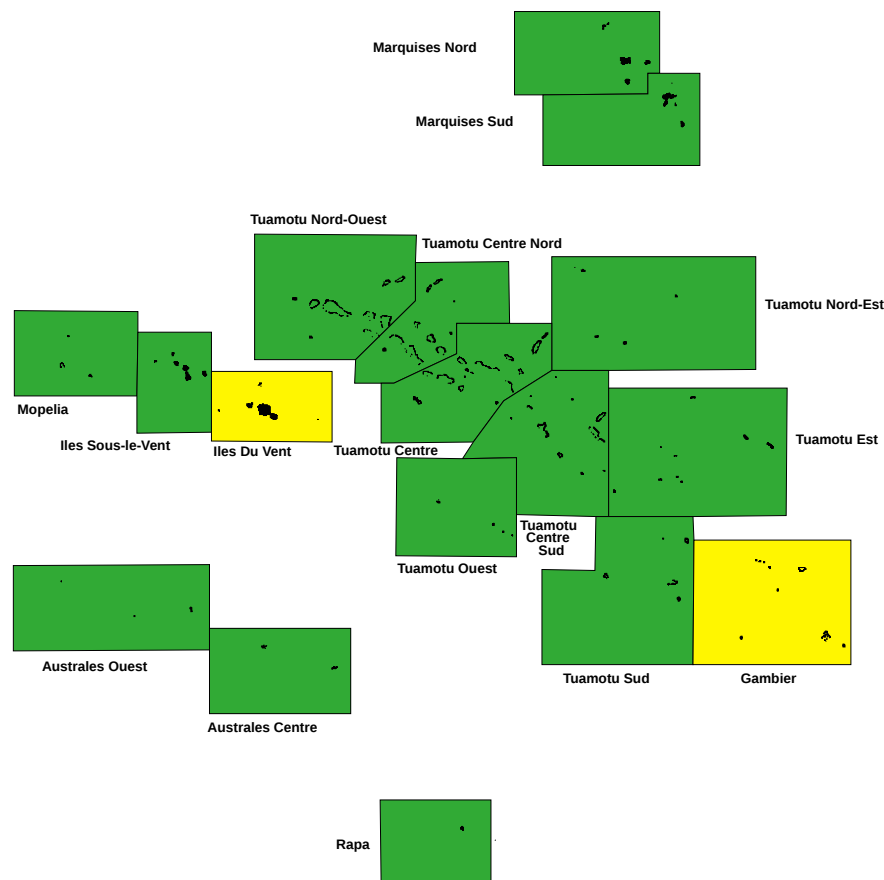 Marquises Nord
Marquises Sud
Tuamotu Nord-Ouest
Tuamotu Centre Nord
Tuamotu Nord-Est
Mopelia
Iles Sous-le-Vent
Iles Du Vent
Tuamotu Centre
Tuamotu Est
Tuamotu
Centre
Sud
Tuamotu Ouest
Australes Ouest
Tuamotu Sud
Gambier
Australes Centre
Rapa